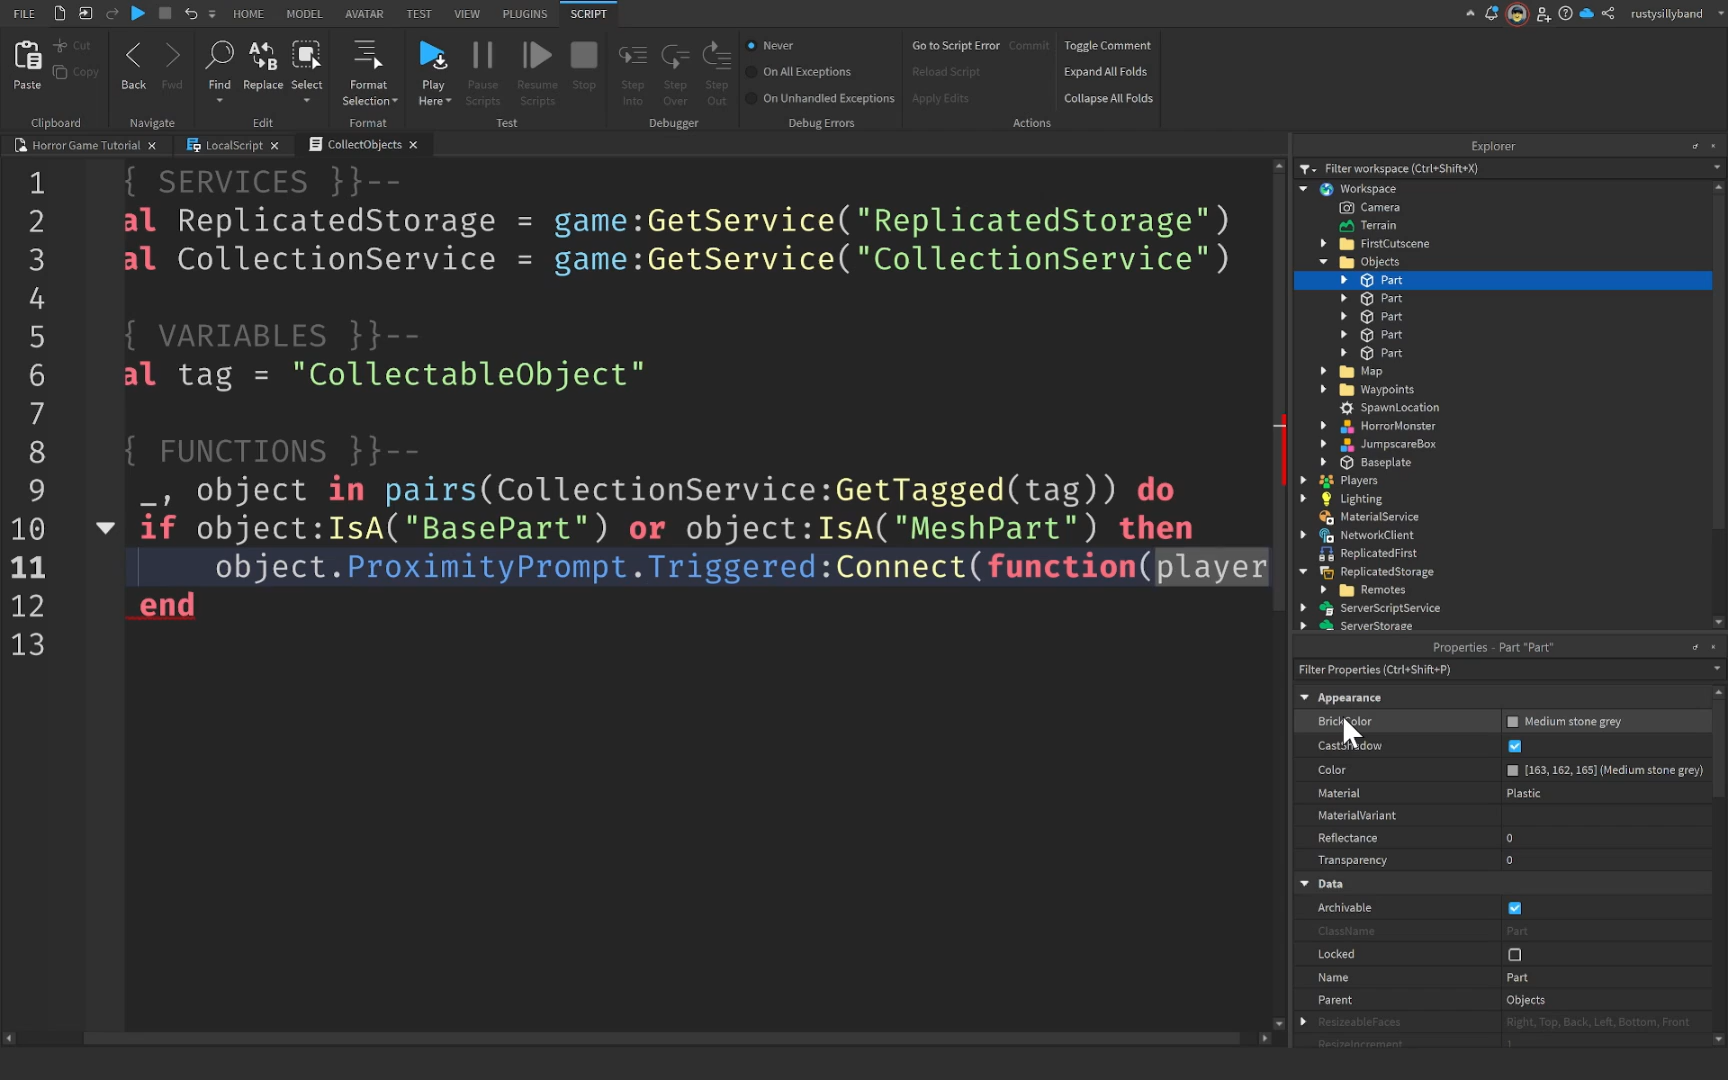 FILE HOME MODEL AVATAR TEST VIEW PLUGINS SCRIPT rustysillyband
Paste Cut Copy
Clipboard
Back Fwd
Navigate
Find Replace Select
Edit
Format Selection
Format
Play Here Pause Scripts Resume Scripts Stop
Test
Step Into Step Over Step Out
Debugger
Never
On All Exceptions
On Unhandled Exceptions
Debug Errors
Go to Script Error Commit Toggle Comment
Reload Script Expand All Folds
Apply Edits Collapse All Folds
Actions
Horror Game Tutorial LocalScript CollectObjects
1 { SERVICES }}--
2 al ReplicatedStorage = game:GetService("ReplicatedStorage")
3 al CollectionService = game:GetService("CollectionService")
4
5 { VARIABLES }}--
6 al tag = "CollectableObject"
7
8 { FUNCTIONS }}--
9 _, object in pairs(CollectionService:GetTagged(tag)) do
10 if object:IsA("BasePart") or object:IsA("MeshPart") then
11 object.ProximityPrompt.Triggered:Connect(function(player
12 end
13
Explorer
Filter workspace (Ctrl+Shift+X)
Workspace
Camera
Terrain
FirstCutscene
Objects
Part
Part
Part
Part
Part
Map
Waypoints
SpawnLocation
HorrorMonster
JumpscareBox
Baseplate
Players
Lighting
MaterialService
NetworkClient
ReplicatedFirst
ReplicatedStorage
Remotes
ServerScriptService
ServerStorage
Properties - Part "Part"
Filter Properties (Ctrl+Shift+P)
Appearance
BrickColor Medium stone grey
CastShadow
Color [163, 162, 165] (Medium stone grey)
Material Plastic
MaterialVariant
Reflectance 0
Transparency 0
Data
Archivable
ClassName Part
Locked
Name Part
Parent Objects
ResizeableFaces Right, Top, Back, Left, Bottom, Front
ResizeIncrement 1